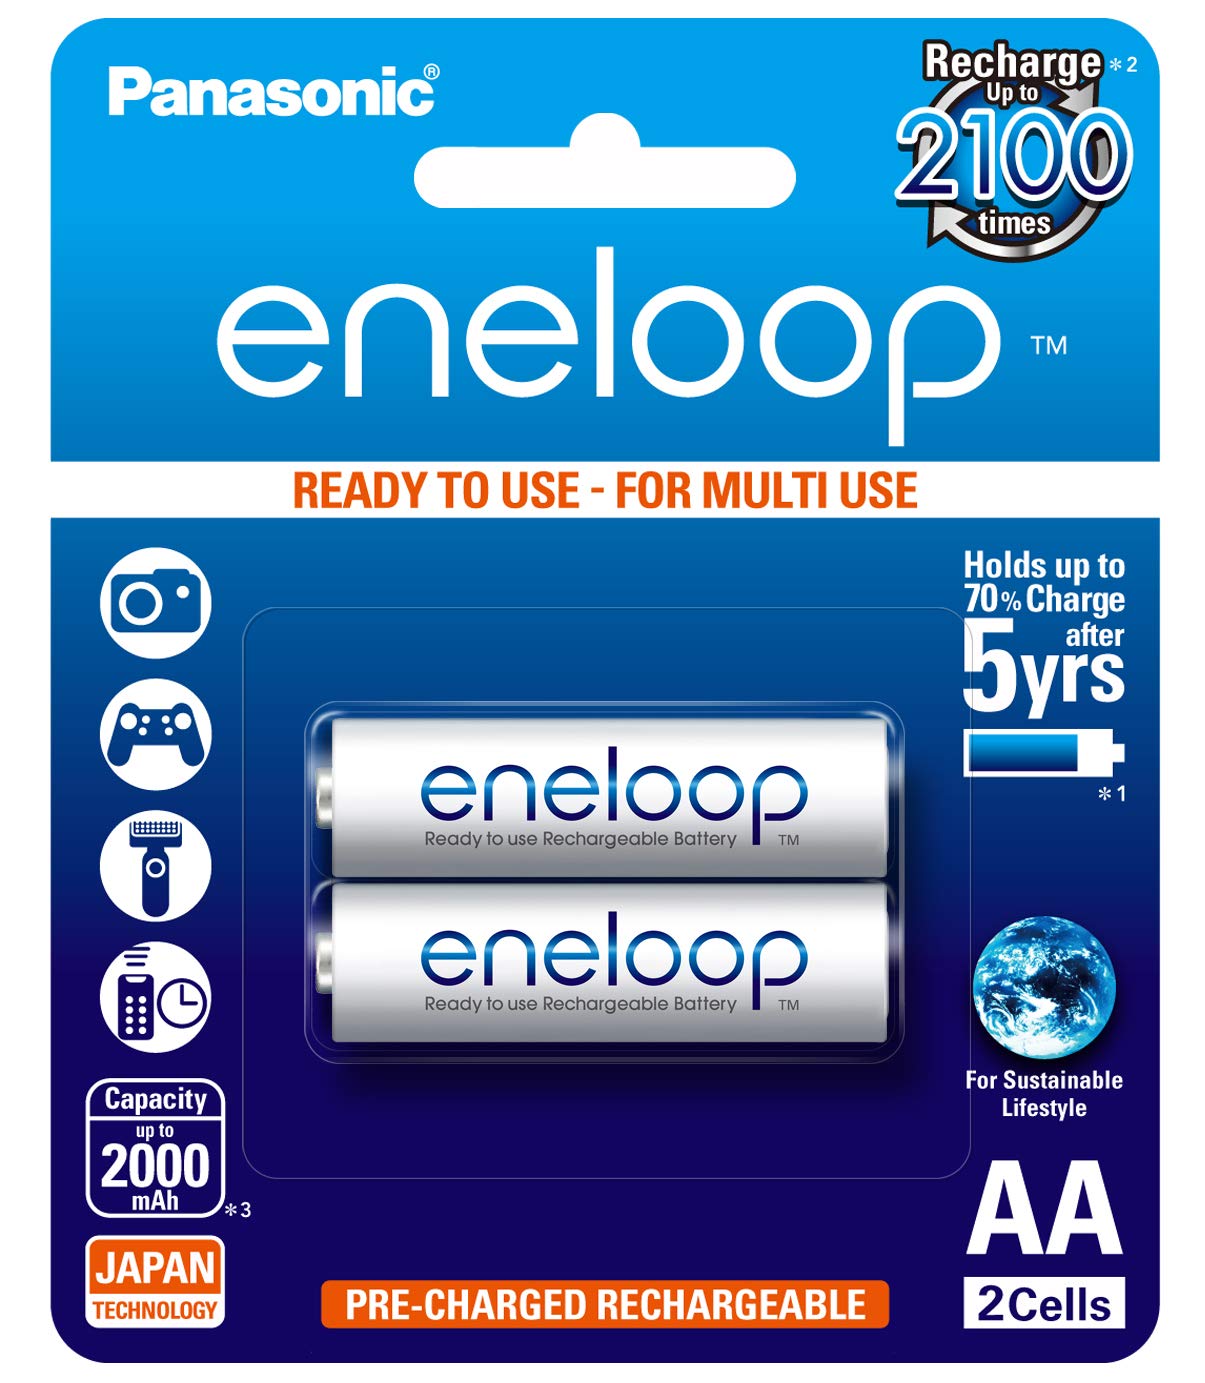 Panasonic®
Recharge *2
Up to
2100
times
eneloop ™
READY TO USE - FOR MULTI USE
Holds up to
70% Charge
after
5yrs
*1
eneloop
Ready to use Rechargeable Battery ™
eneloop
Ready to use Rechargeable Battery ™
For Sustainable
Lifestyle
Capacity
up to
2000
mAh *3
JAPAN
TECHNOLOGY
AA
2Cells
PRE-CHARGED RECHARGEABLE